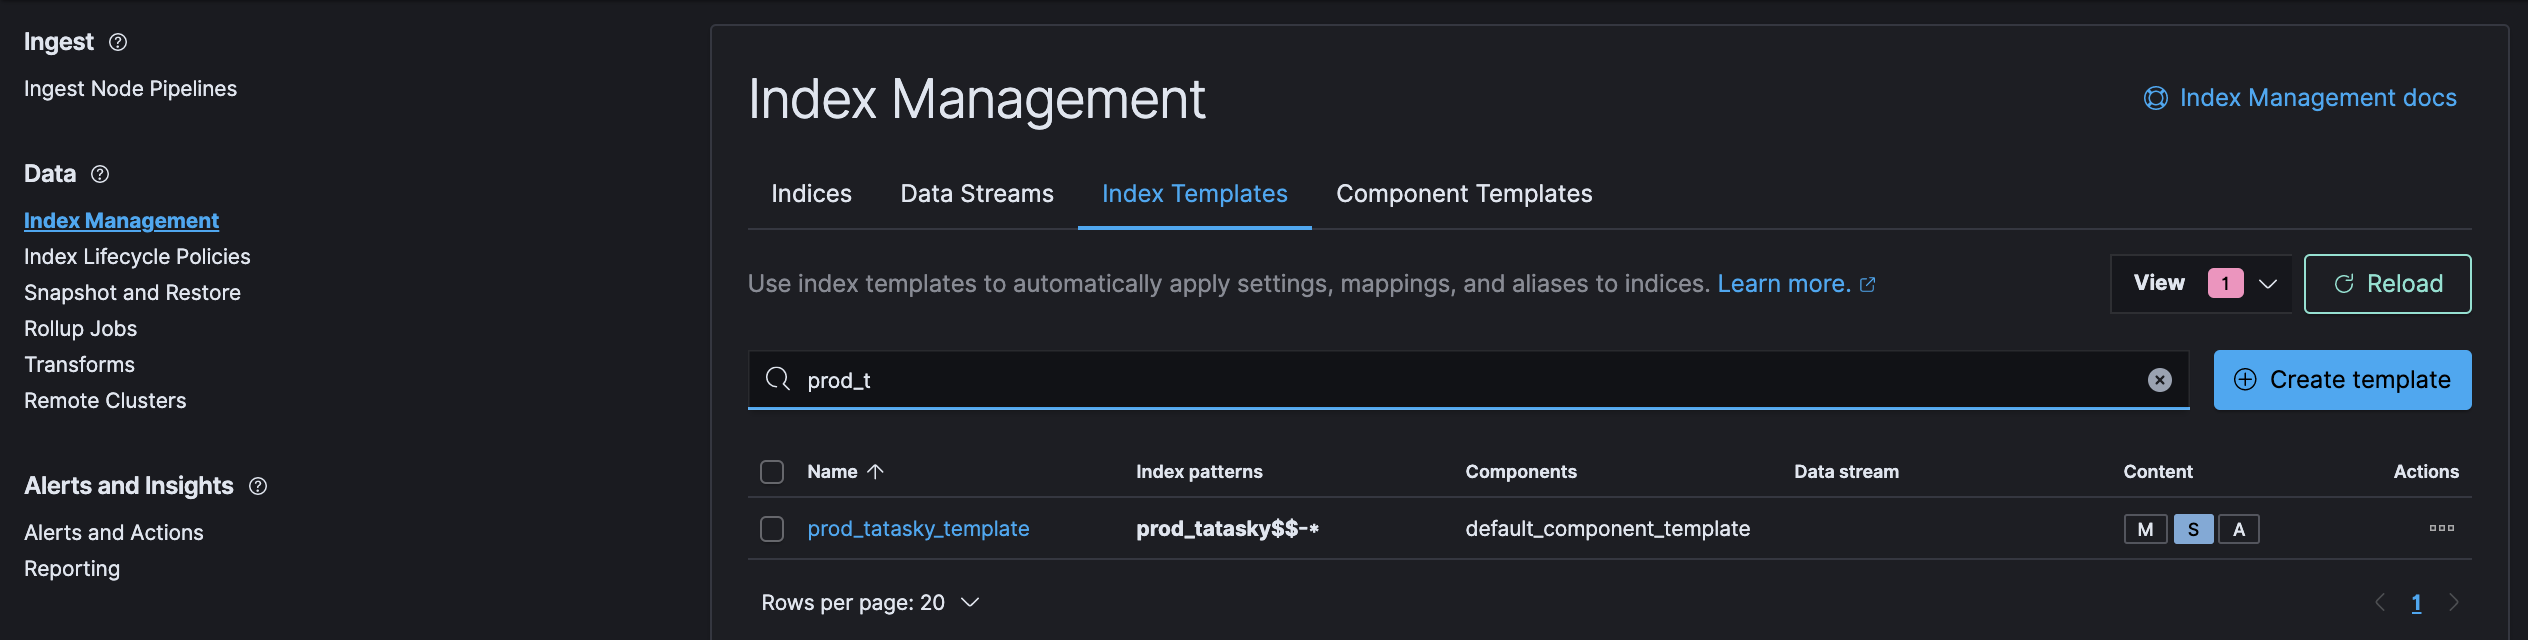 Ingest
Ingest Node Pipelines
Data
Index Management
Index Lifecycle Policies
Snapshot and Restore
Rollup Jobs
Transforms
Remote Clusters
Alerts and Insights
Alerts and Actions
Reporting
Index Management
Index Management docs
Indices Data Streams Index Templates Component Templates
Use index templates to automatically apply settings, mappings, and aliases to indices. Learn more.
View 1 Reload
prod_t
Create template
Name Index patterns Components Data stream Content Actions
prod_tatasky_template prod_tatasky$$-* default_component_template M S A
Rows per page: 20
1